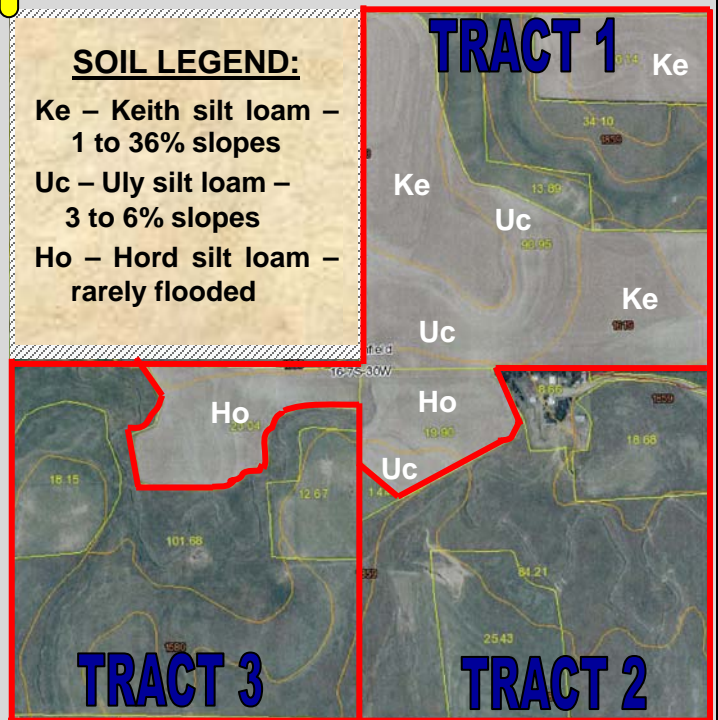 SOIL LEGEND:
Ke – Keith silt loam –
1 to 36% slopes
Uc – Uly silt loam –
3 to 6% slopes
Ho – Hord silt loam –
rarely flooded
TRACT 1
Ke
34.10
Ke
13.89
Uc
96.95
Ke
Uc
16-7S-30W
Ho
Ho
23.04
19.90
8.66
18.68
Uc
18.15
12.67
101.68
84.21
25.43
TRACT 3
TRACT 2